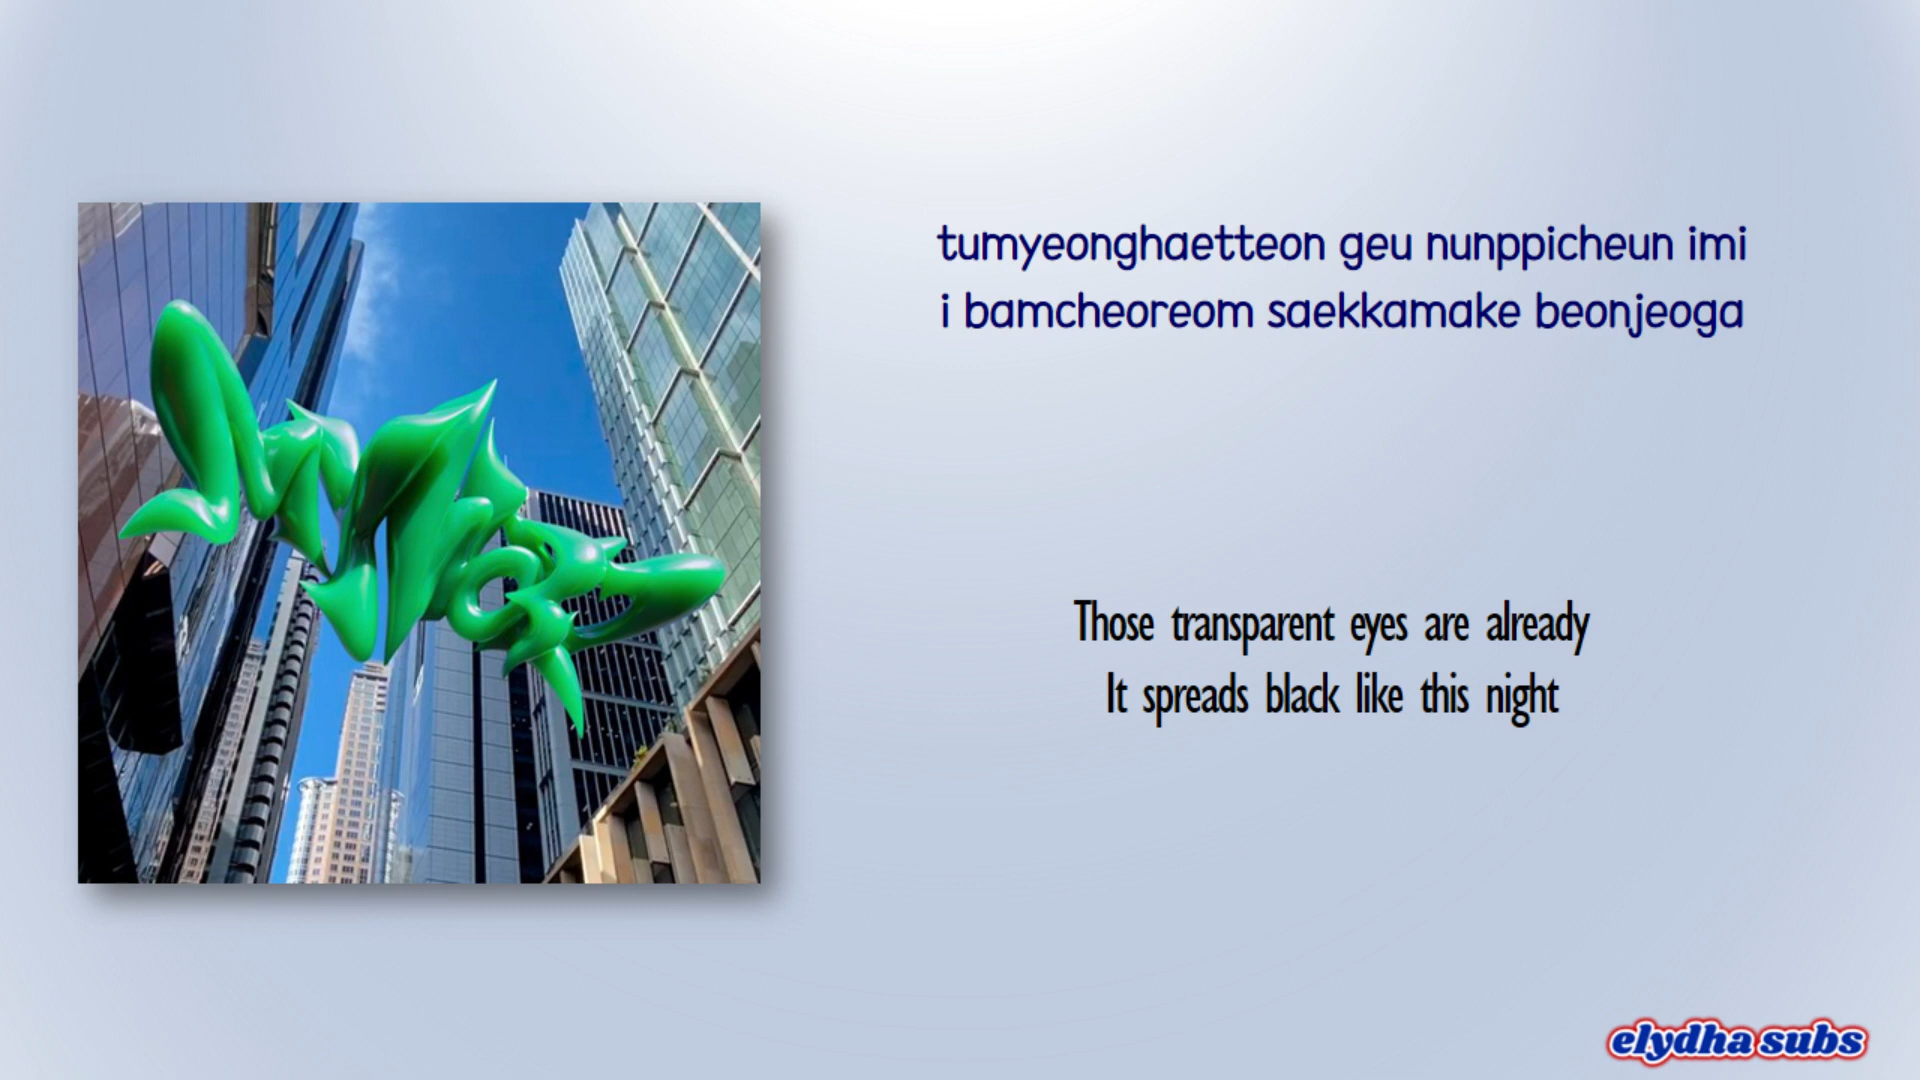 tumyeonghaetteon geu nunppicheun imi
i bamcheoreom saekkamake beonjeoga
Those transparent eyes are already
It spreads black like this night
elydha subs